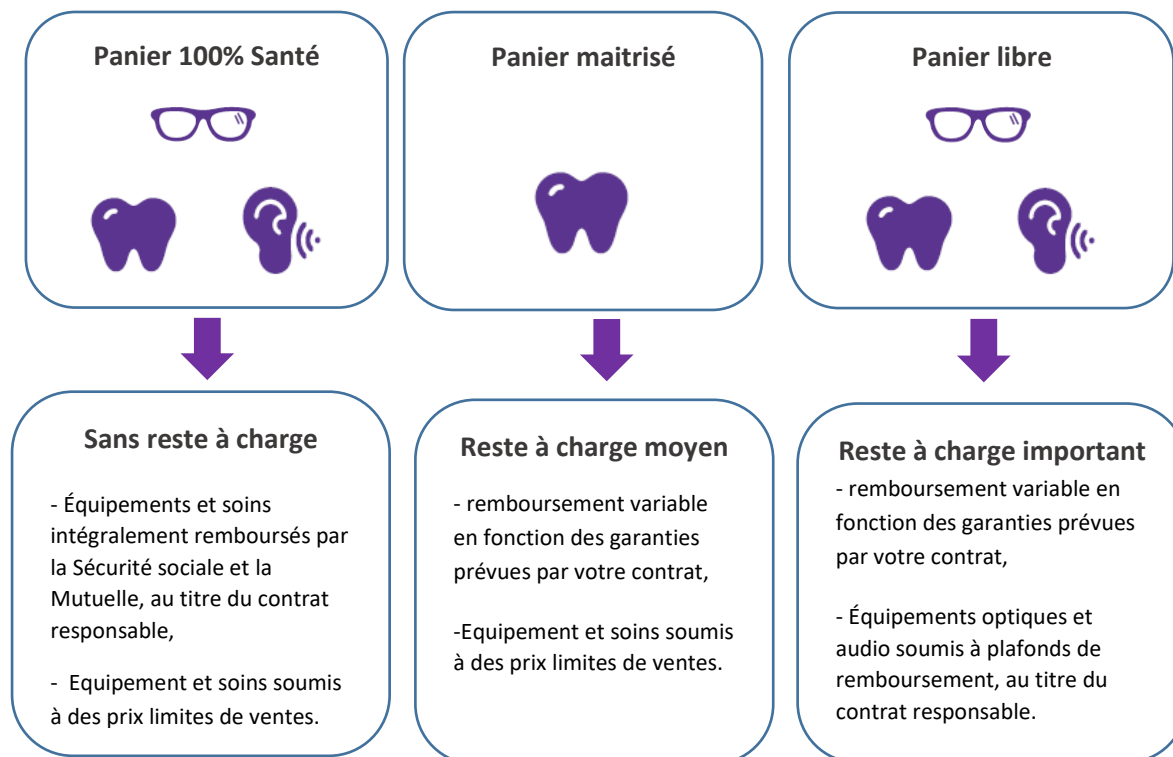 Panier 100% Santé
Panier maitrisé
Panier libre
Sans reste à charge
- Équipements et soins
intégralement remboursés par
la Sécurité sociale et la
Mutuelle, au titre du contrat
responsable,
- Equipement et soins soumis
à des prix limites de ventes.
Reste à charge moyen
- remboursement variable
en fonction des garanties
prévues par votre contrat,
-Equipement et soins soumis
à des prix limites de ventes.
Reste à charge important
- remboursement variable en
fonction des garanties prévues
par votre contrat,
- Équipements optiques et
audio soumis à plafonds de
remboursement, au titre du
contrat responsable.